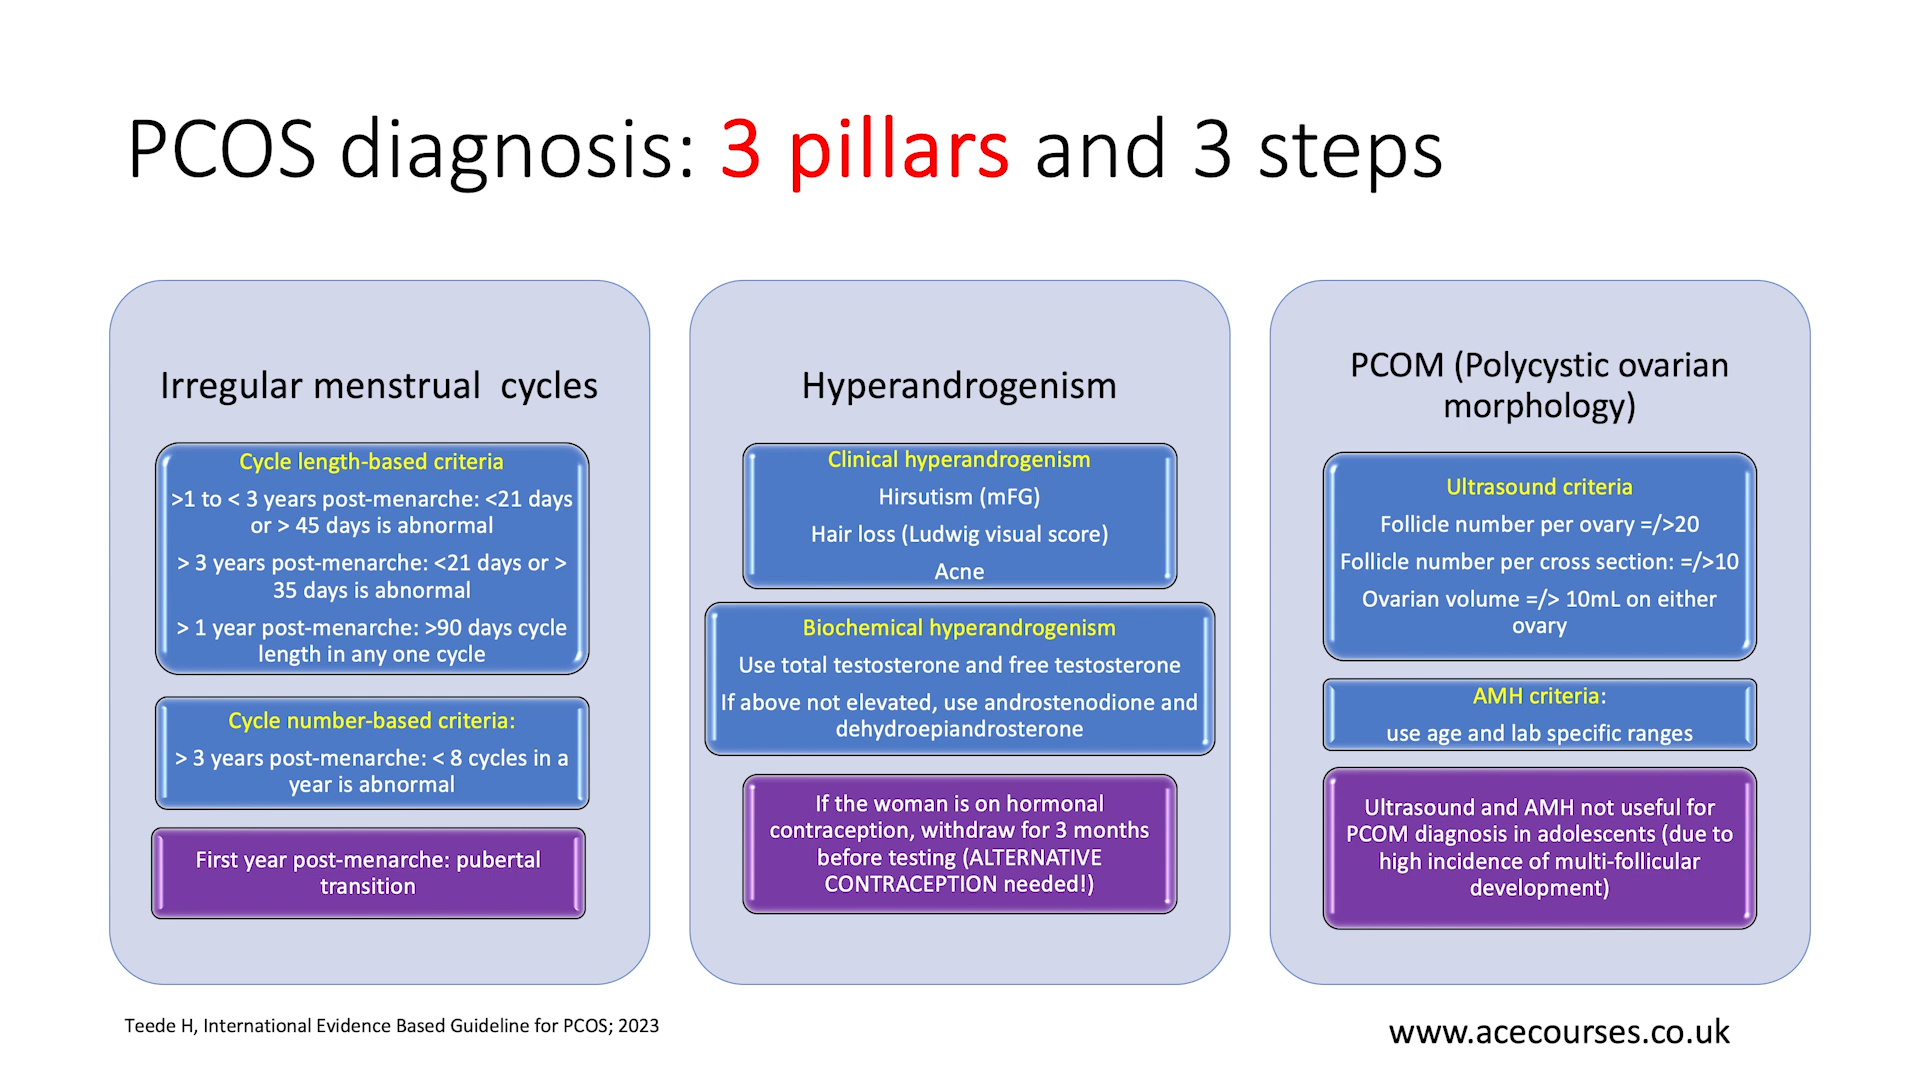 PCOS diagnosis: 3 pillars and 3 steps
Irregular menstrual cycles
Cycle length-based criteria
>1 to < 3 years post-menarche: <21 days
or > 45 days is abnormal
> 3 years post-menarche: <21 days or >
35 days is abnormal
> 1 year post-menarche: >90 days cycle
length in any one cycle
Cycle number-based criteria:
> 3 years post-menarche: < 8 cycles in a
year is abnormal
First year post-menarche: pubertal
transition
Hyperandrogenism
Clinical hyperandrogenism
Hirsutism (mFG)
Hair loss (Ludwig visual score)
Acne
Biochemical hyperandrogenism
Use total testosterone and free testosterone
If above not elevated, use androstenodione and
dehydroepiandrosterone
If the woman is on hormonal
contraception, withdraw for 3 months
before testing (ALTERNATIVE
CONTRACEPTION needed!)
PCOM (Polycystic ovarian
morphology)
Ultrasound criteria
Follicle number per ovary =/>20
Follicle number per cross section: =/>10
Ovarian volume =/> 10mL on either
ovary
AMH criteria:
use age and lab specific ranges
Ultrasound and AMH not useful for
PCOM diagnosis in adolescents (due to
high incidence of multi-follicular
development)
Teede H, International Evidence Based Guideline for PCOS; 2023
www.acecourses.co.uk